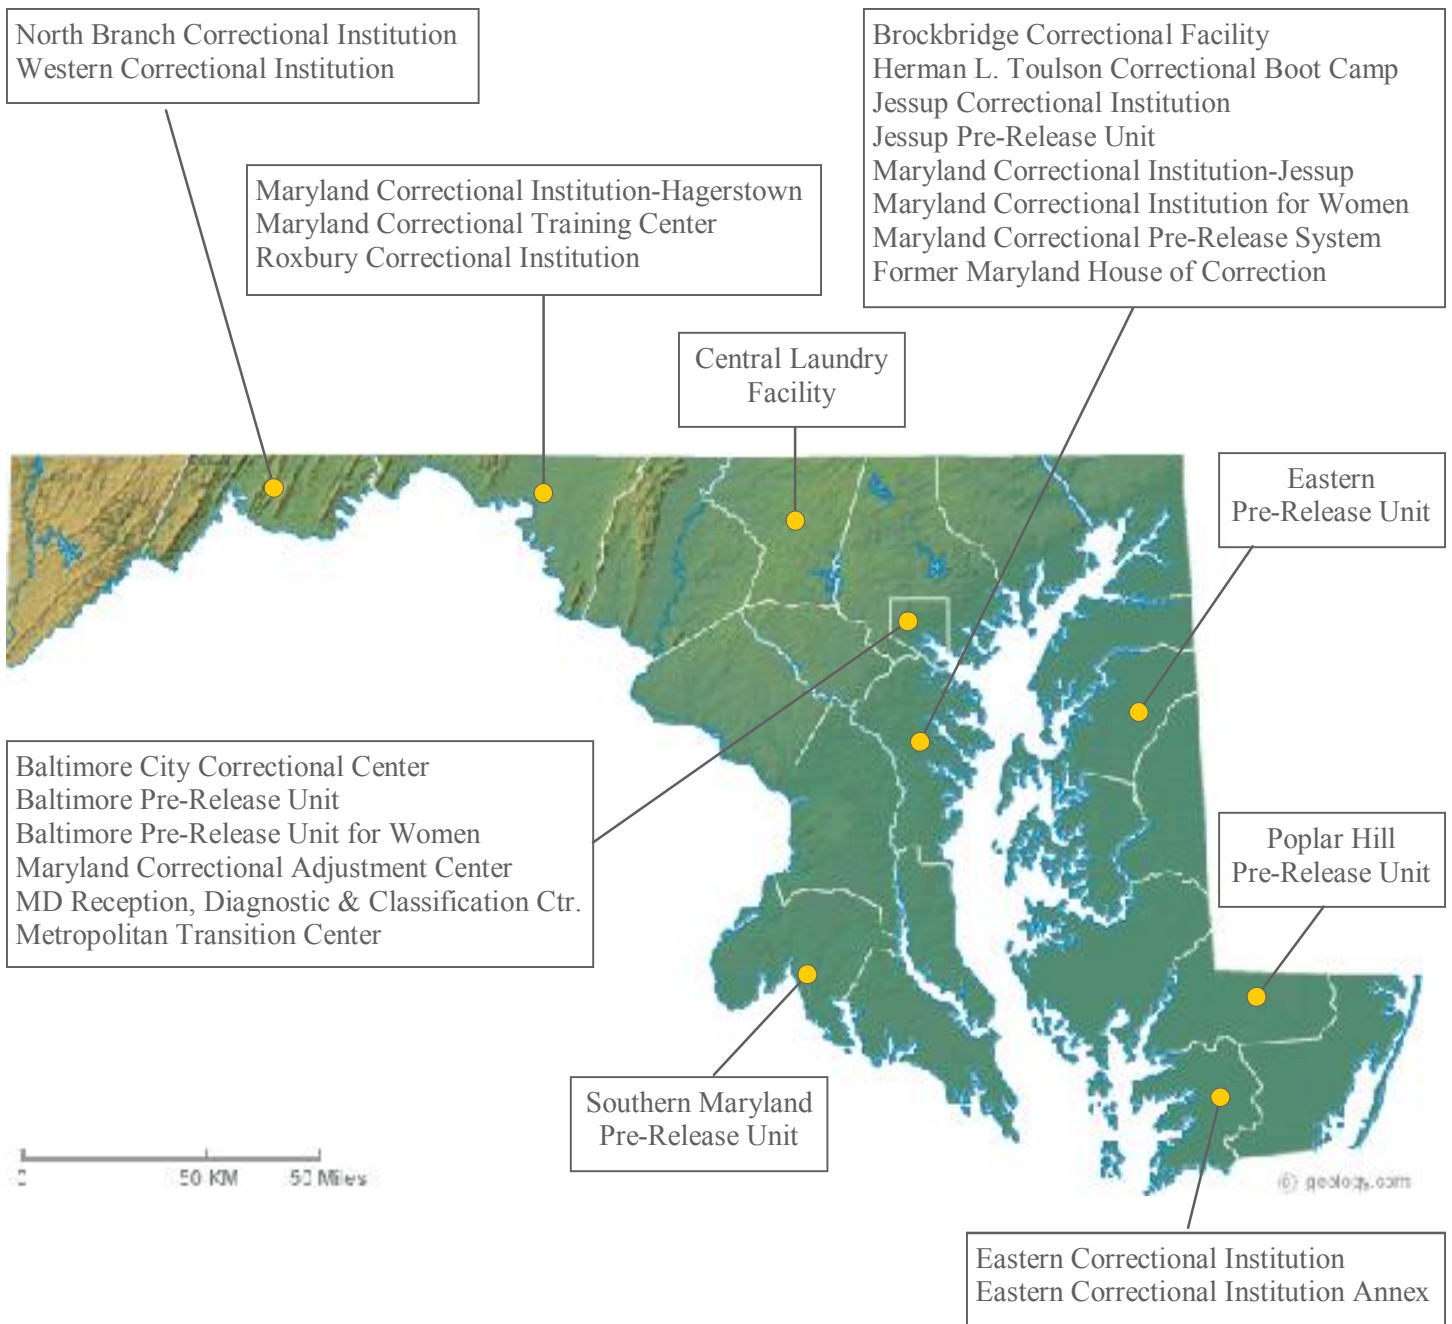 North Branch Correctional Institution
Western Correctional Institution
Brockbridge Correctional Facility
Herman L. Toulson Correctional Boot Camp
Jessup Correctional Institution
Jessup Pre-Release Unit
Maryland Correctional Institution-Jessup
Maryland Correctional Institution for Women
Maryland Correctional Pre-Release System
Former Maryland House of Correction
Maryland Correctional Institution-Hagerstown
Maryland Correctional Training Center
Roxbury Correctional Institution
Central Laundry
Facility
Eastern
Pre-Release Unit
Baltimore City Correctional Center
Baltimore Pre-Release Unit
Baltimore Pre-Release Unit for Women
Maryland Correctional Adjustment Center
MD Reception, Diagnostic & Classification Ctr.
Metropolitan Transition Center
Poplar Hill
Pre-Release Unit
Southern Maryland
Pre-Release Unit
0 50 KM 50 Miles
© geology.com
Eastern Correctional Institution
Eastern Correctional Institution Annex